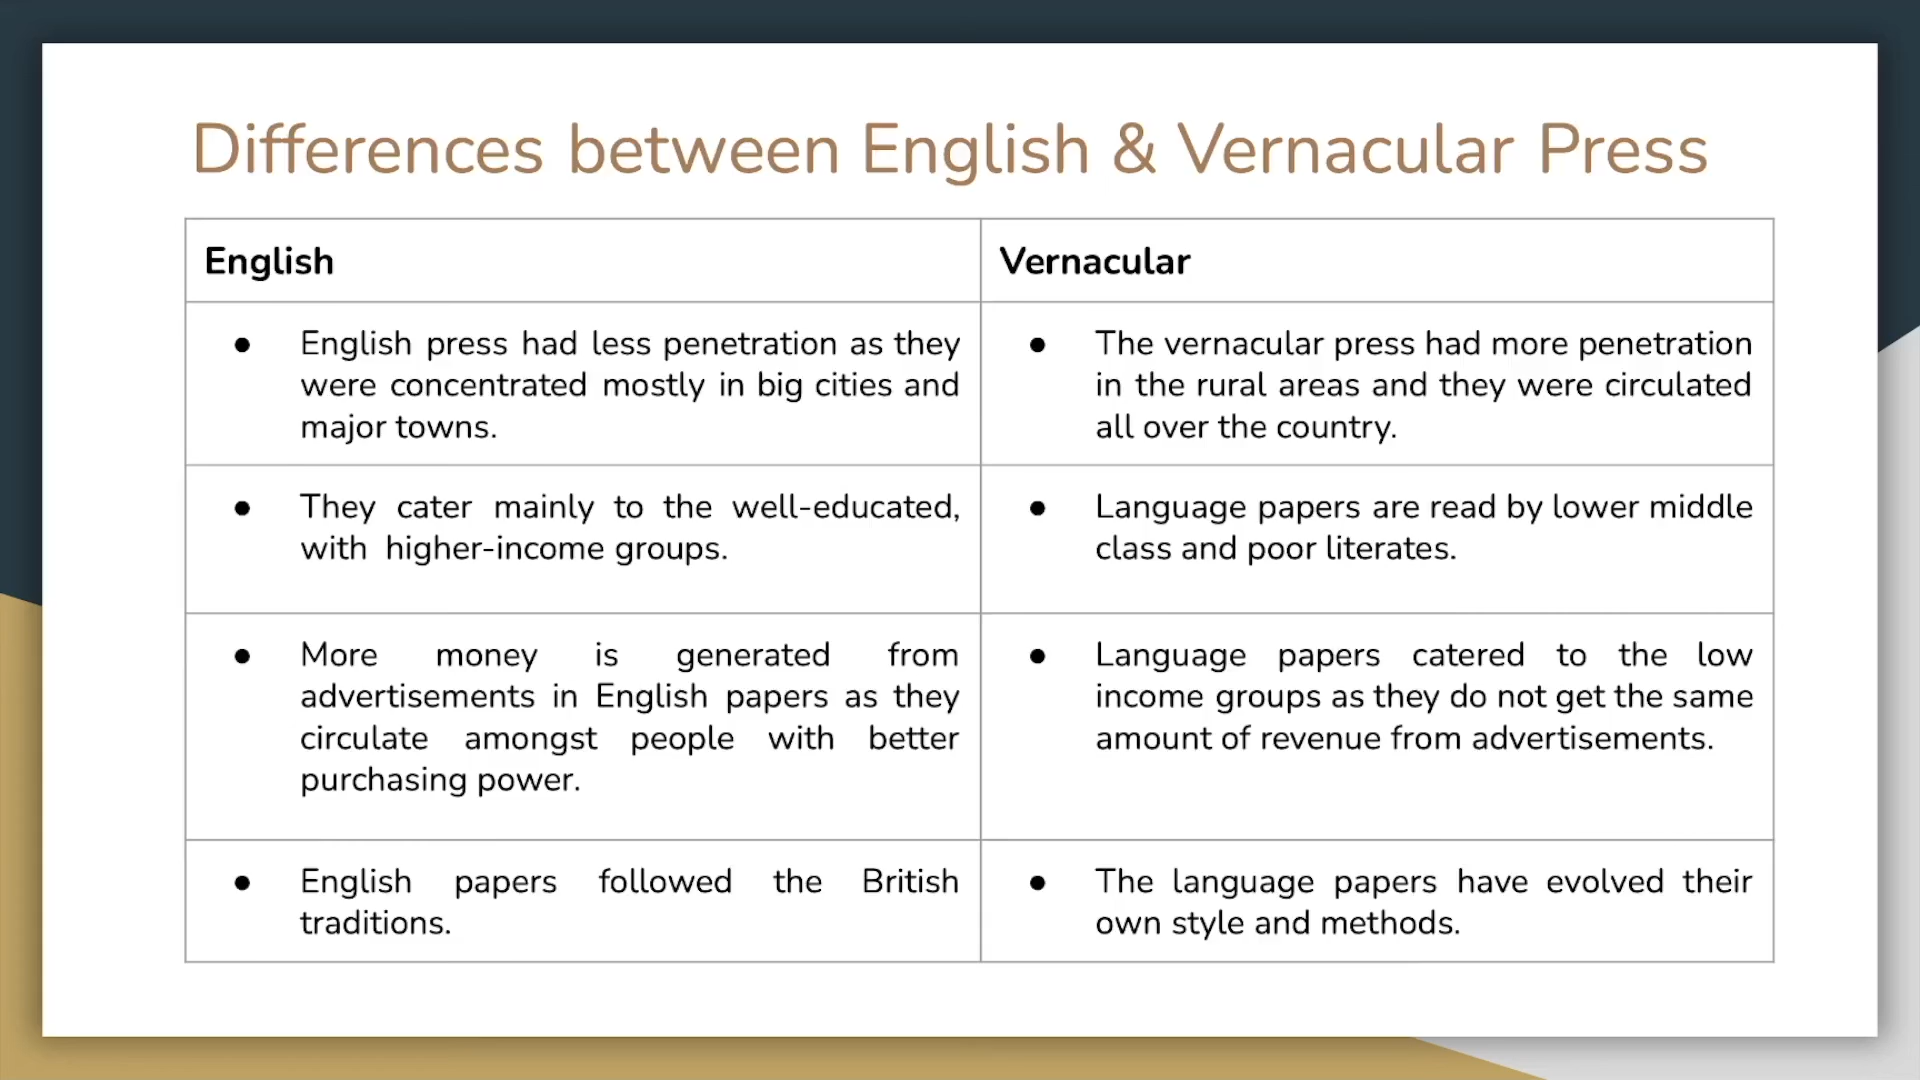 Differences between English & Vernacular Press
English
Vernacular
● English press had less penetration as they
were concentrated mostly in big cities and
major towns.
● The vernacular press had more penetration
in the rural areas and they were circulated
all over the country.
● They cater mainly to the well-educated,
with higher-income groups.
● Language papers are read by lower middle
class and poor literates.
● More money is generated from
advertisements in English papers as they
circulate amongst people with better
purchasing power.
● Language papers catered to the low
income groups as they do not get the same
amount of revenue from advertisements.
● English papers followed the British
traditions.
● The language papers have evolved their
own style and methods.